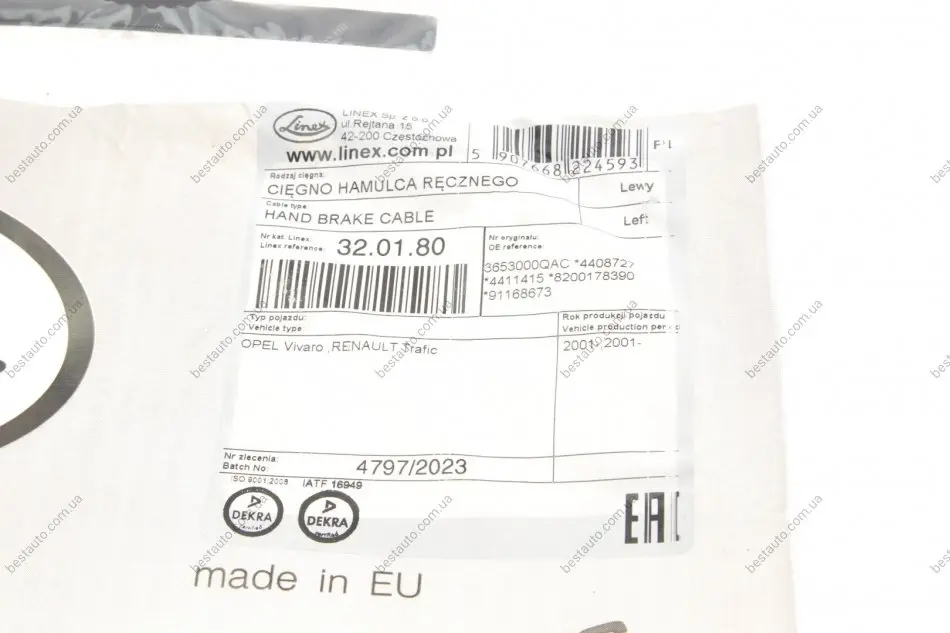 Linex
LINEX Sp. z o.o.
ul.Rejtana 15
42-200 Częstochowa
www.linex.com.pl
5 907668 224593
Rodzaj cięgna:
CIĘGNO HAMULCA RĘCZNEGO
Lewy
Cable type:
HAND BRAKE CABLE
Left
Nr kat. Linex:
Linex reference:
32.01.80
Nr oryginału:
OE reference:
3653000QAC *440872
*4411415 *8200178390
*91168673
Typ pojazdu:
Vehicle type:
Rok produkcji pojazdu
Vehicle production per
OPEL Vivaro ,RENAULT Trafic
2001- 2001-
Nr zlecenia:
Batch No:
4797/2023
ISO 9001:2008
IATF 16949
DEKRA
certified
DEKRA
certified
EAC
made in EU
bestauto.com.ua